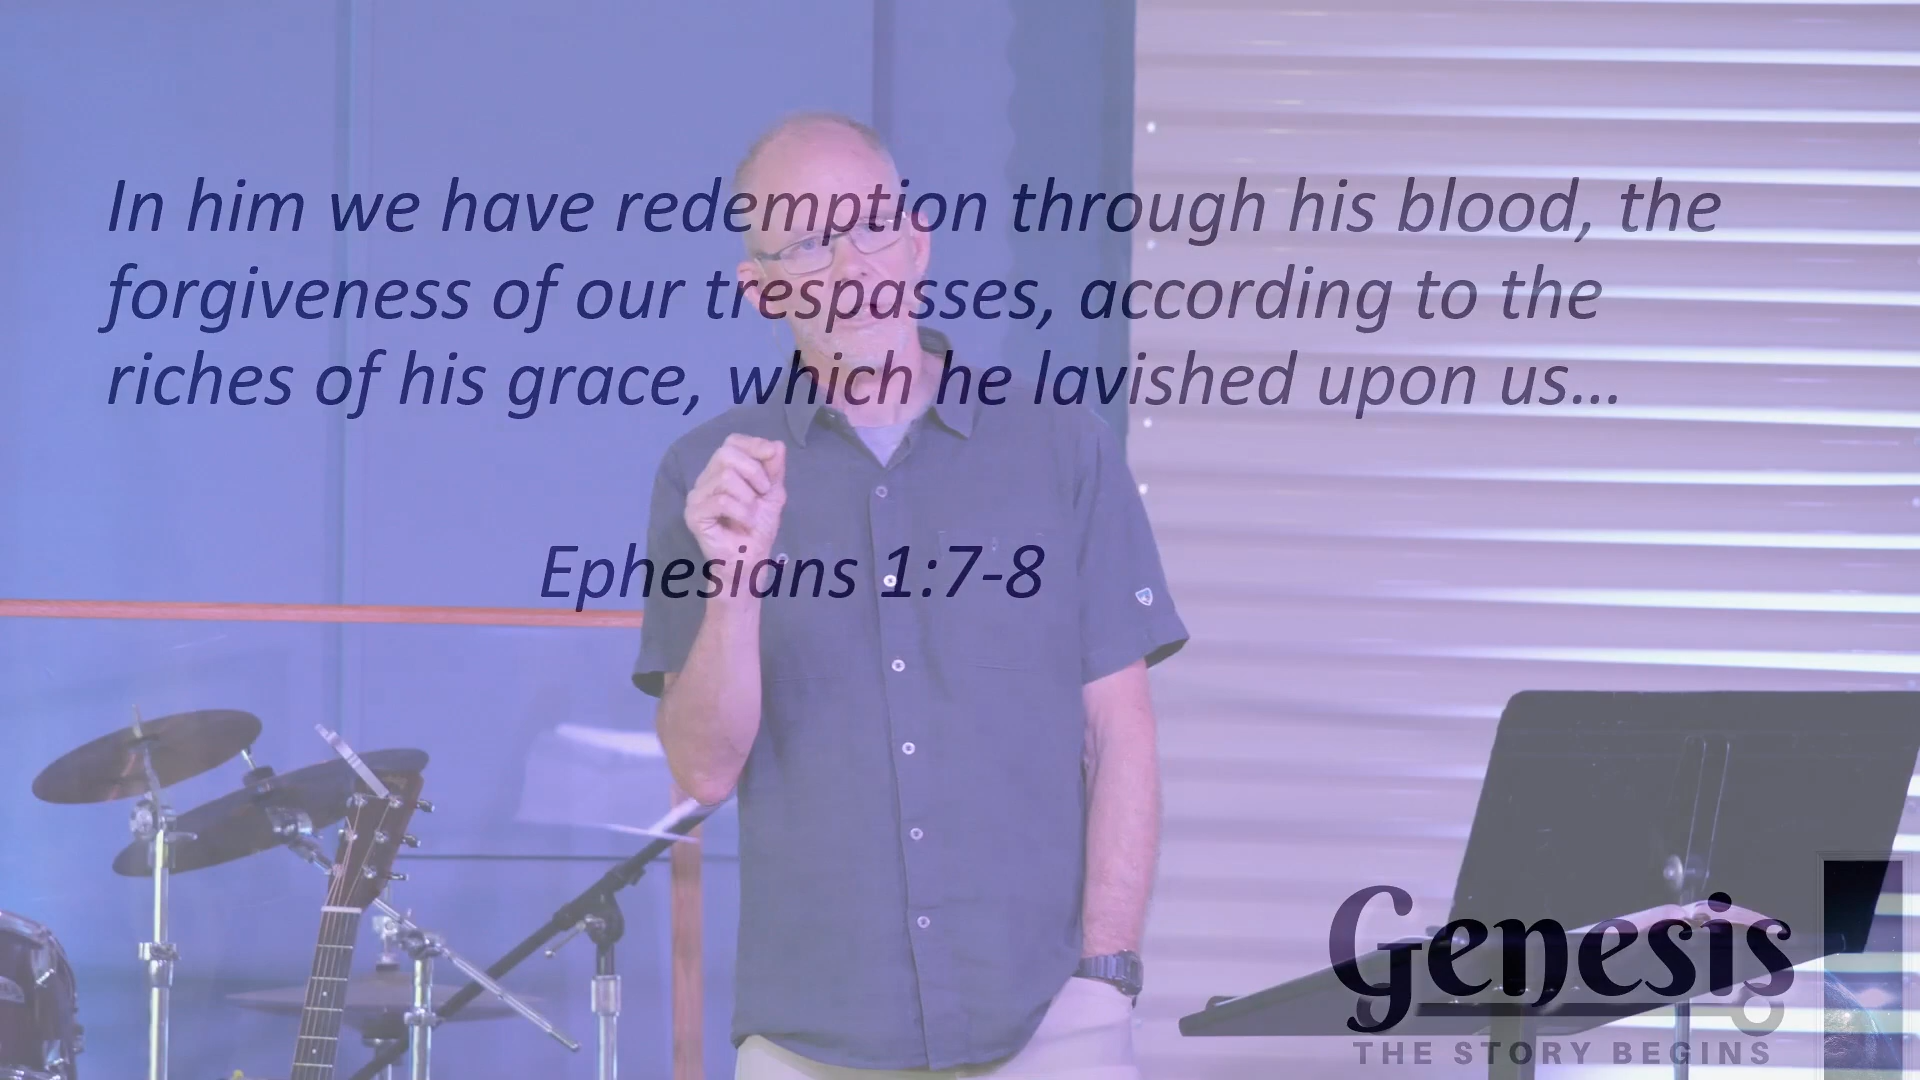 In him we have redemption through his blood, the
forgiveness of our trespasses, according to the
riches of his grace, which he lavished upon us...
Ephesians 1:7-8
Genesis
THE STORY BEGINS